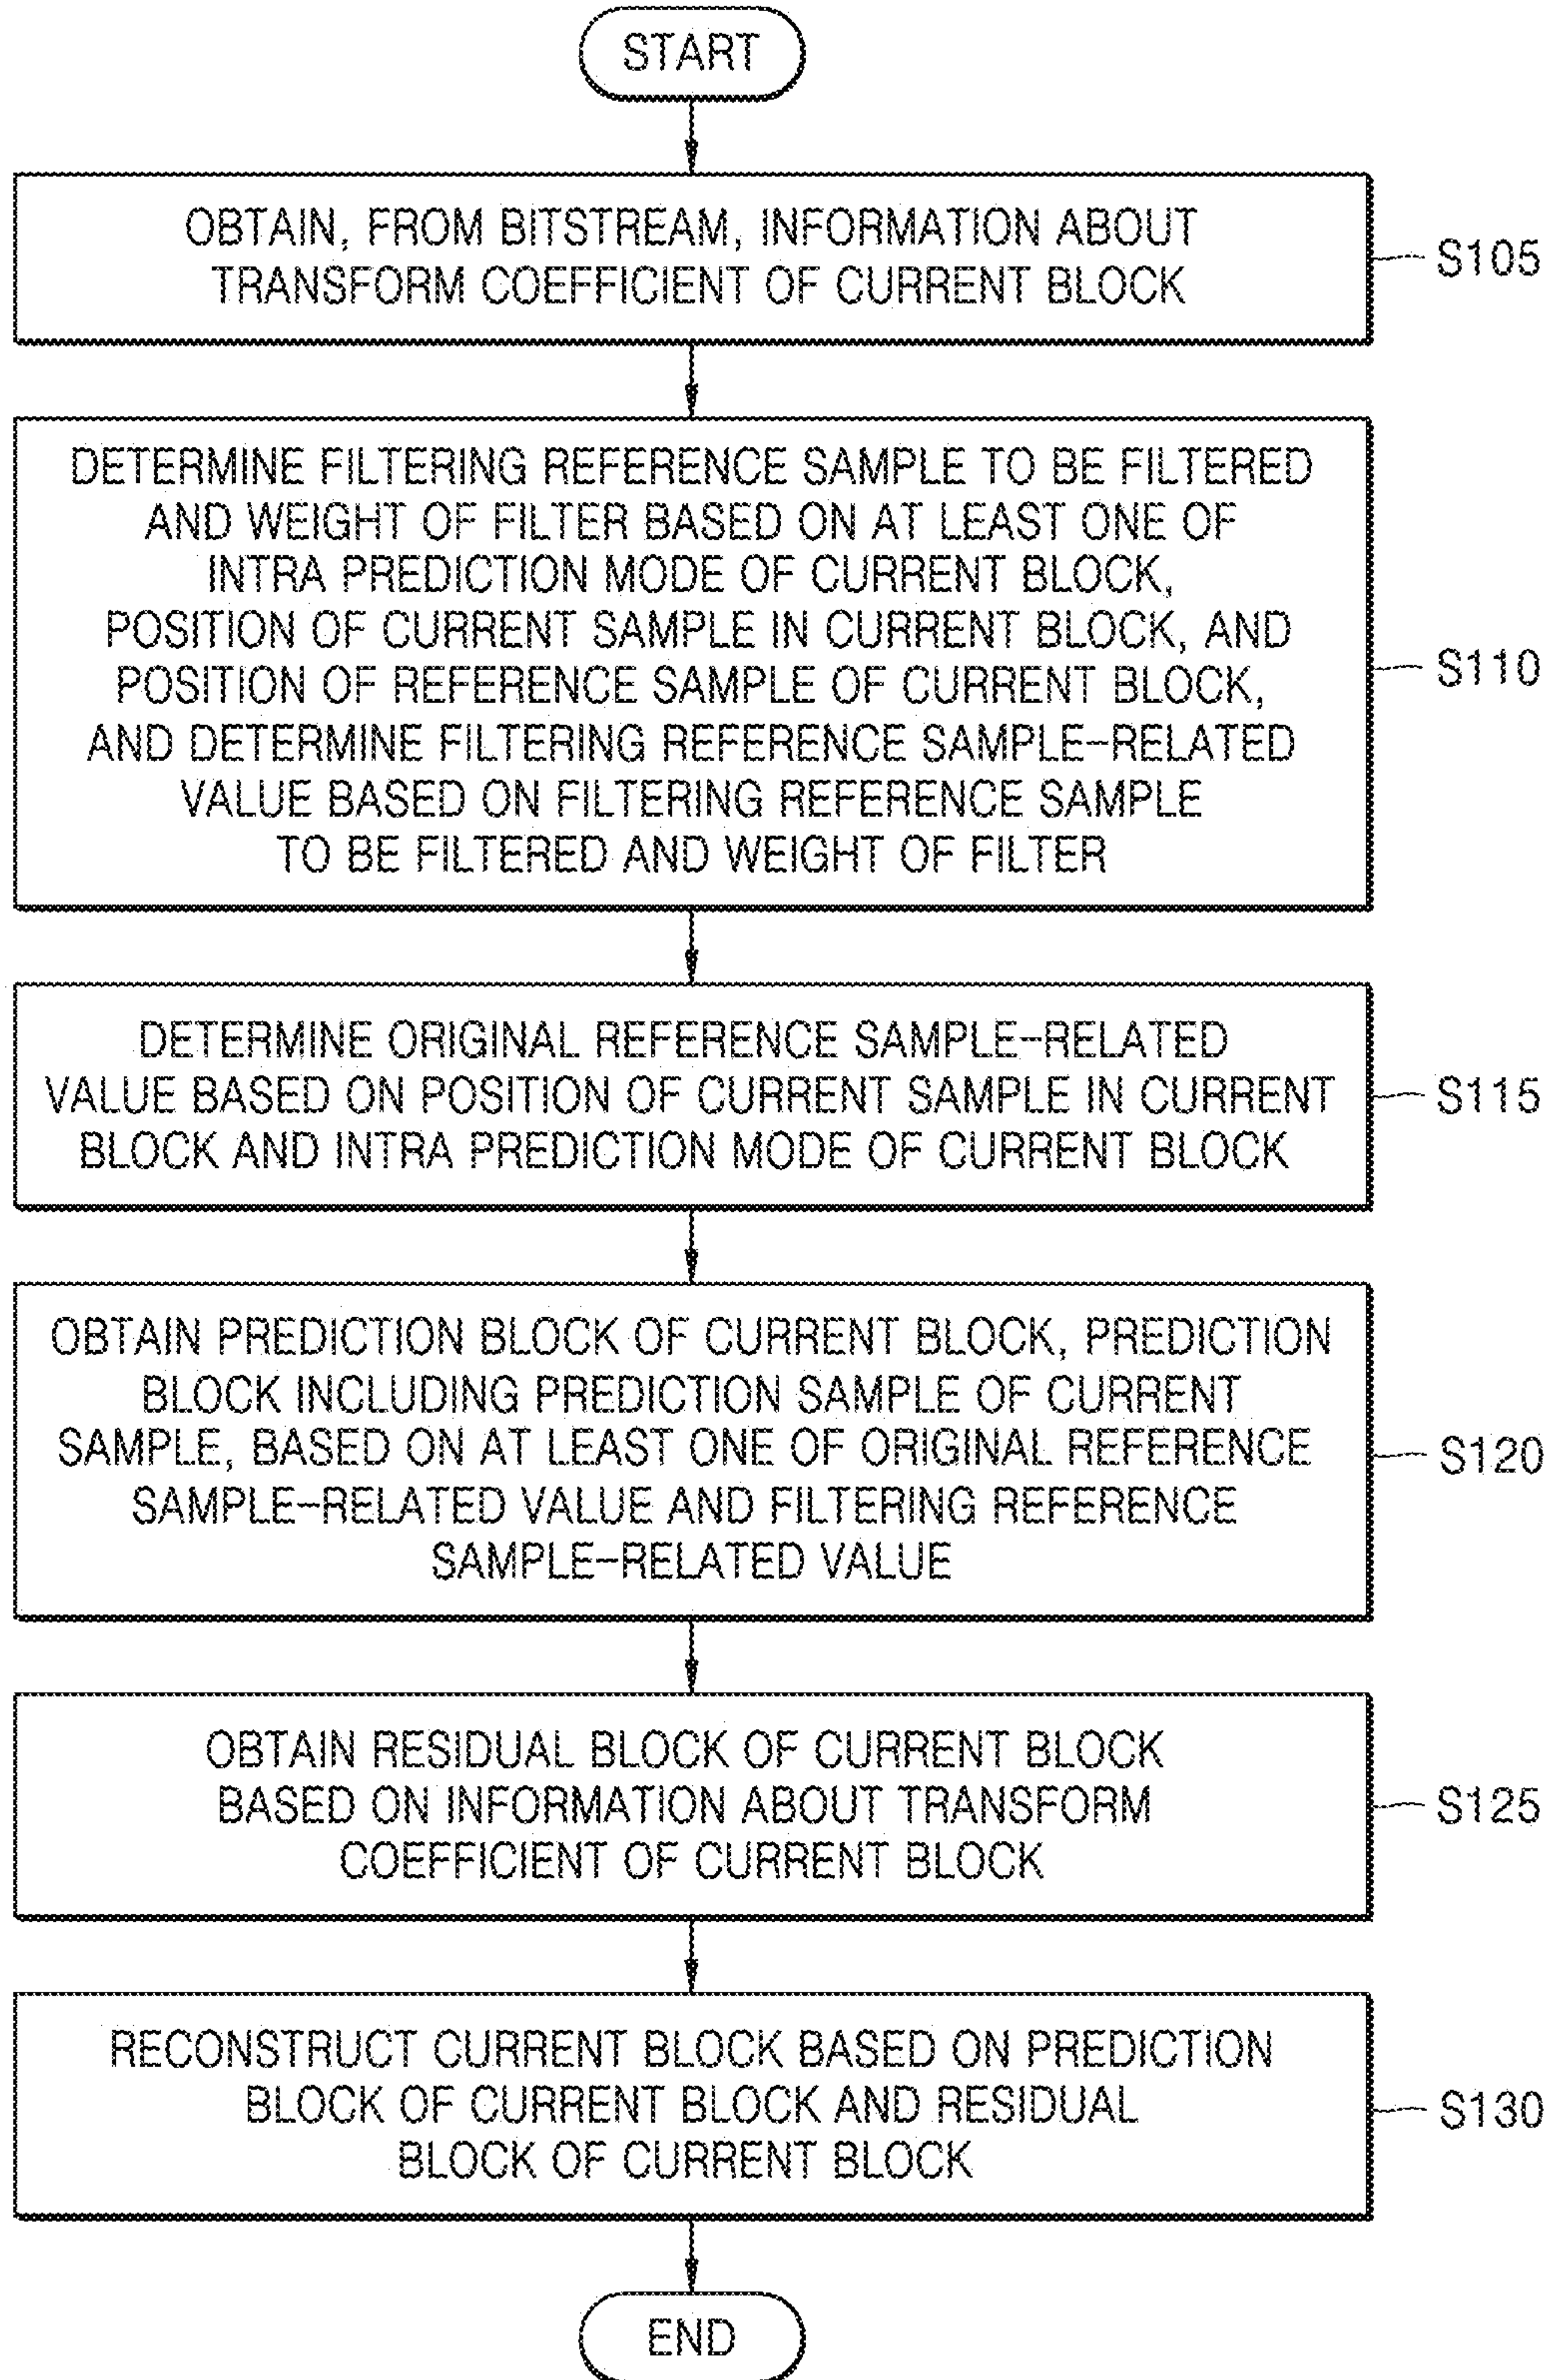 START
OBTAIN, FROM BITSTREAM, INFORMATION ABOUT
TRANSFORM COEFFICIENT OF CURRENT BLOCK
S105
DETERMINE FILTERING REFERENCE SAMPLE TO BE FILTERED
AND WEIGHT OF FILTER BASED ON AT LEAST ONE OF
INTRA PREDICTION MODE OF CURRENT BLOCK,
POSITION OF CURRENT SAMPLE IN CURRENT BLOCK, AND
POSITION OF REFERENCE SAMPLE OF CURRENT BLOCK,
AND DETERMINE FILTERING REFERENCE SAMPLE-RELATED
VALUE BASED ON FILTERING REFERENCE SAMPLE
TO BE FILTERED AND WEIGHT OF FILTER
S110
DETERMINE ORIGINAL REFERENCE SAMPLE-RELATED
VALUE BASED ON POSITION OF CURRENT SAMPLE IN CURRENT
BLOCK AND INTRA PREDICTION MODE OF CURRENT BLOCK
S115
OBTAIN PREDICTION BLOCK OF CURRENT BLOCK, PREDICTION
BLOCK INCLUDING PREDICTION SAMPLE OF CURRENT
SAMPLE, BASED ON AT LEAST ONE OF ORIGINAL REFERENCE
SAMPLE-RELATED VALUE AND FILTERING REFERENCE
SAMPLE-RELATED VALUE
S120
OBTAIN RESIDUAL BLOCK OF CURRENT BLOCK
BASED ON INFORMATION ABOUT TRANSFORM
COEFFICIENT OF CURRENT BLOCK
S125
RECONSTRUCT CURRENT BLOCK BASED ON PREDICTION
BLOCK OF CURRENT BLOCK AND RESIDUAL
BLOCK OF CURRENT BLOCK
S130
END